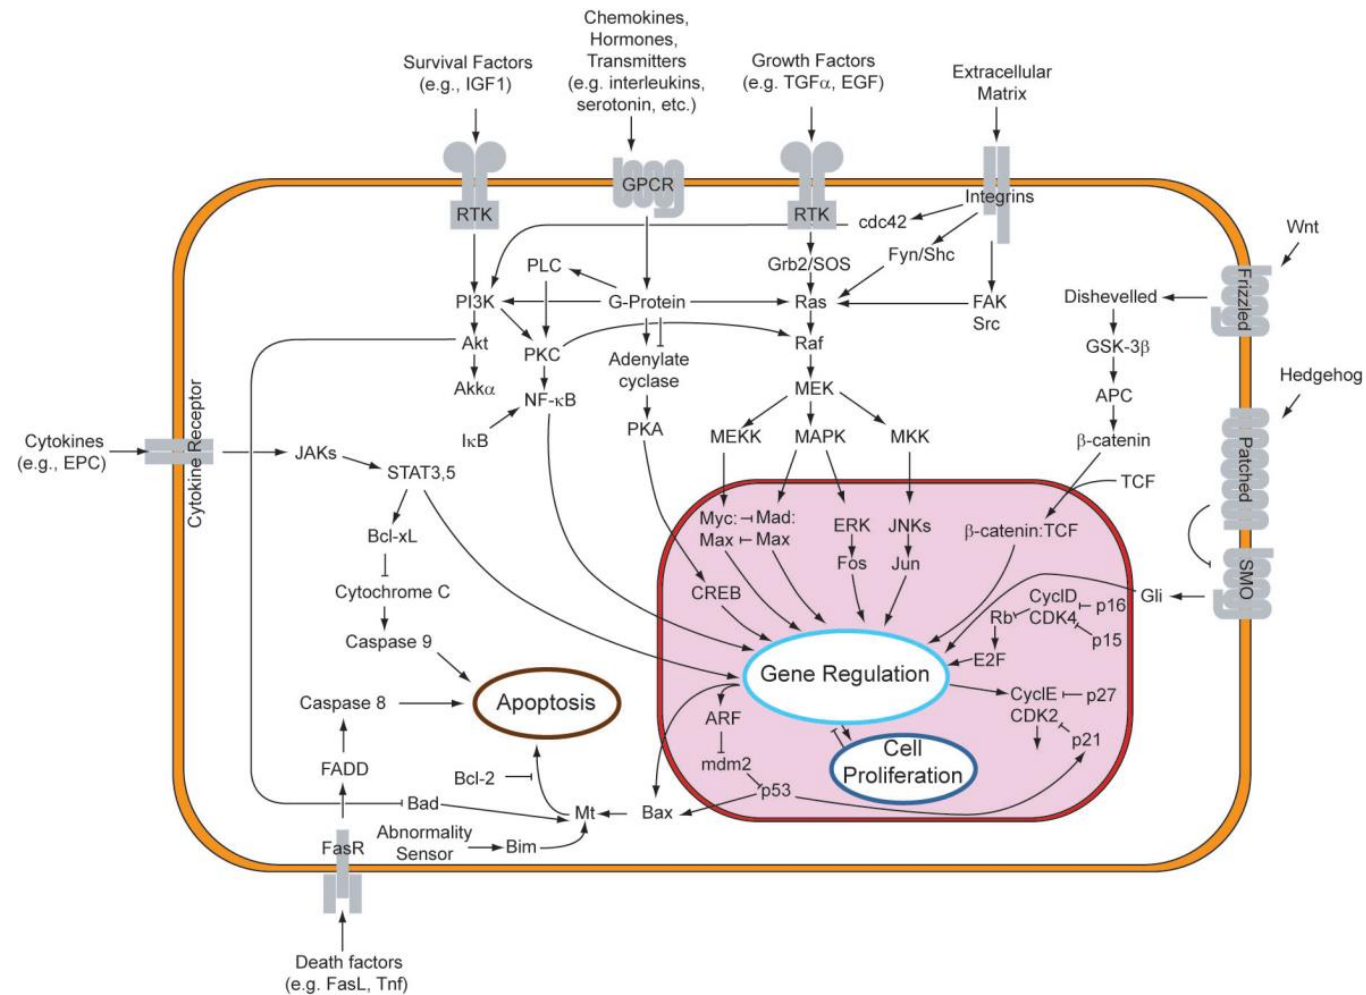 Chemokines,
Hormones,
Transmitters
(e.g. interleukins,
serotonin, etc.)
Survival Factors
(e.g., IGF1)
Growth Factors
(e.g. TGFα, EGF)
Extracellular
Matrix
RTK
GPCR
RTK
Integrins
cdc42
Wnt
Fyn/Shc
Grb2/SOS
PLC
Frizzled
PI3K
G-Protein
Ras
FAK
Src
Dishevelled
Akt
PKC
Adenylate
cyclase
Raf
GSK-3β
Hedgehog
Akkα
NF-κB
MEK
APC
IκB
PKA
MEKK
MAPK
MKK
β-catenin
Cytokines
(e.g., EPC)
Cytokine Receptor
JAKs
STAT3,5
Patched
TCF
Myc:
Max
Mad:
Max
ERK
JNKs
β-catenin:TCF
Bcl-xL
Fos
Jun
SMO
Cytochrome C
CREB
Gli
CyclD
CDK4
p16
Rb
p15
Caspase 9
E2F
Gene Regulation
Caspase 8
Apoptosis
CyclE
CDK2
p27
ARF
p21
FADD
mdm2
Cell
Proliferation
Bcl-2
p53
Bad
Mt
Bax
Abnormality
Sensor
Bim
FasR
Death factors
(e.g. FasL, Tnf)